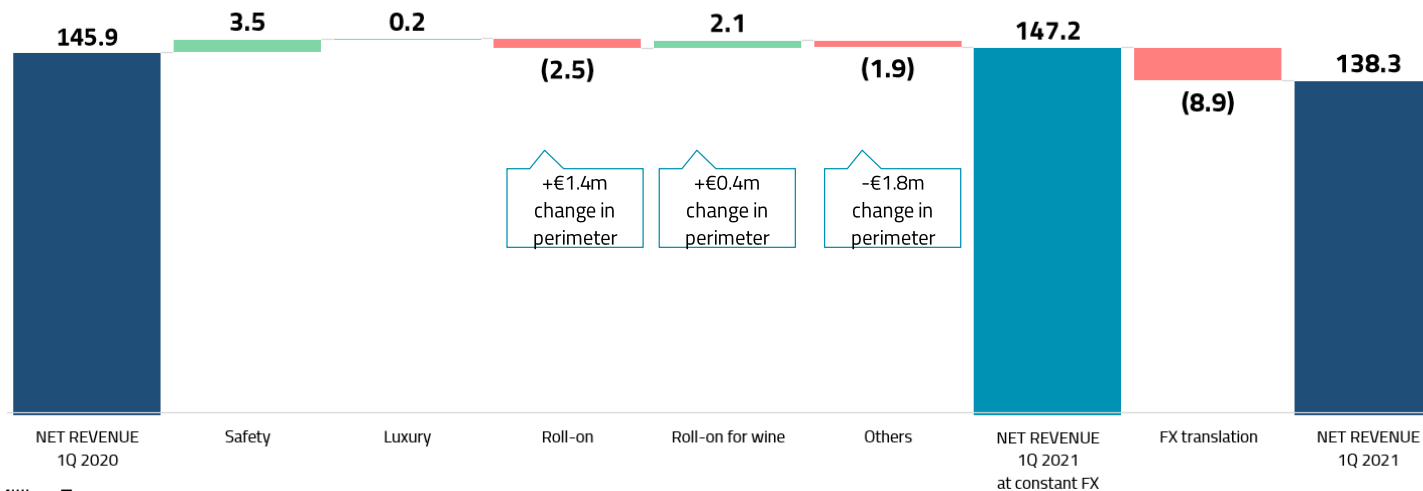 145.9
3.5
0.2
(2.5)
2.1
(1.9)
147.2
(8.9)
138.3
+€1.4m
change in
perimeter
+€0.4m
change in
perimeter
-€1.8m
change in
perimeter
NET REVENUE
1Q 2020
Safety
Luxury
Roll-on
Roll-on for wine
Others
NET REVENUE
1Q 2021
at constant FX
FX translation
NET REVENUE
1Q 2021